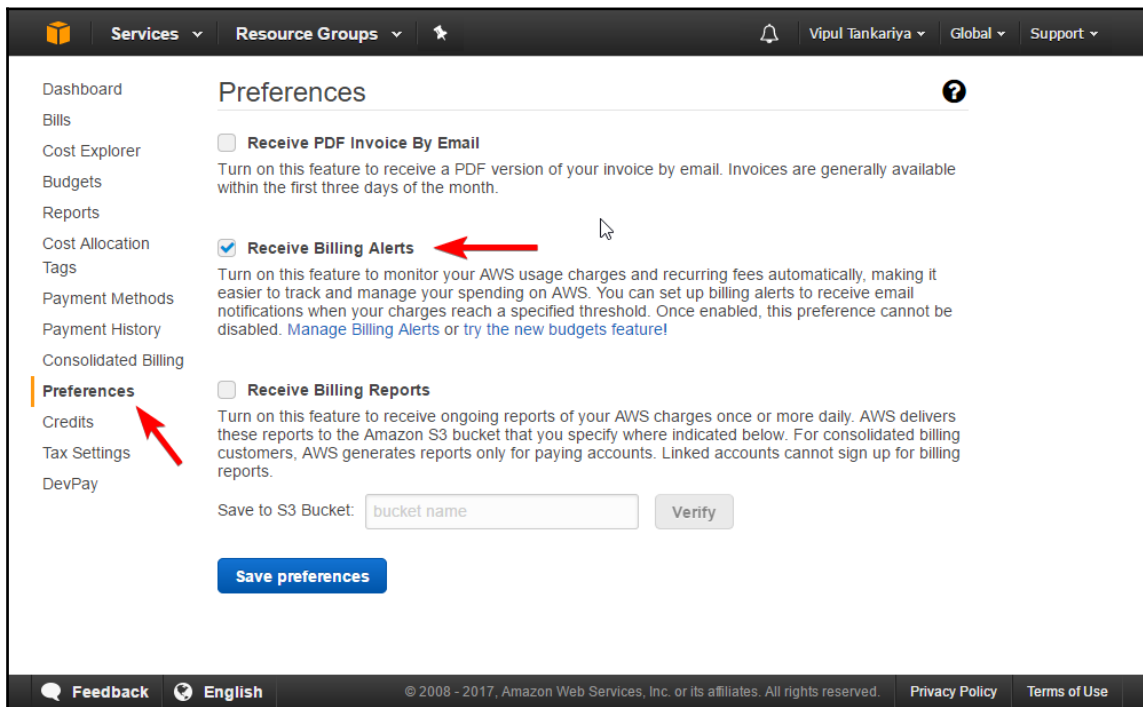 Services Resource Groups Vipul Tankariya Global Support
Dashboard
Bills
Cost Explorer
Budgets
Reports
Cost Allocation
Tags
Payment Methods
Payment History
Consolidated Billing
Preferences
Credits
Tax Settings
DevPay
Preferences
?
Receive PDF Invoice By Email
Turn on this feature to receive a PDF version of your invoice by email. Invoices are generally available
within the first three days of the month.
Receive Billing Alerts
Turn on this feature to monitor your AWS usage charges and recurring fees automatically, making it
easier to track and manage your spending on AWS. You can set up billing alerts to receive email
notifications when your charges reach a specified threshold. Once enabled, this preference cannot be
disabled. Manage Billing Alerts or try the new budgets feature!
Receive Billing Reports
Turn on this feature to receive ongoing reports of your AWS charges once or more daily. AWS delivers
these reports to the Amazon S3 bucket that you specify where indicated below. For consolidated billing
customers, AWS generates reports only for paying accounts. Linked accounts cannot sign up for billing
reports.
Save to S3 Bucket: bucket name Verify
Save preferences
Feedback English © 2008 - 2017, Amazon Web Services, Inc. or its affiliates. All rights reserved. Privacy Policy Terms of Use